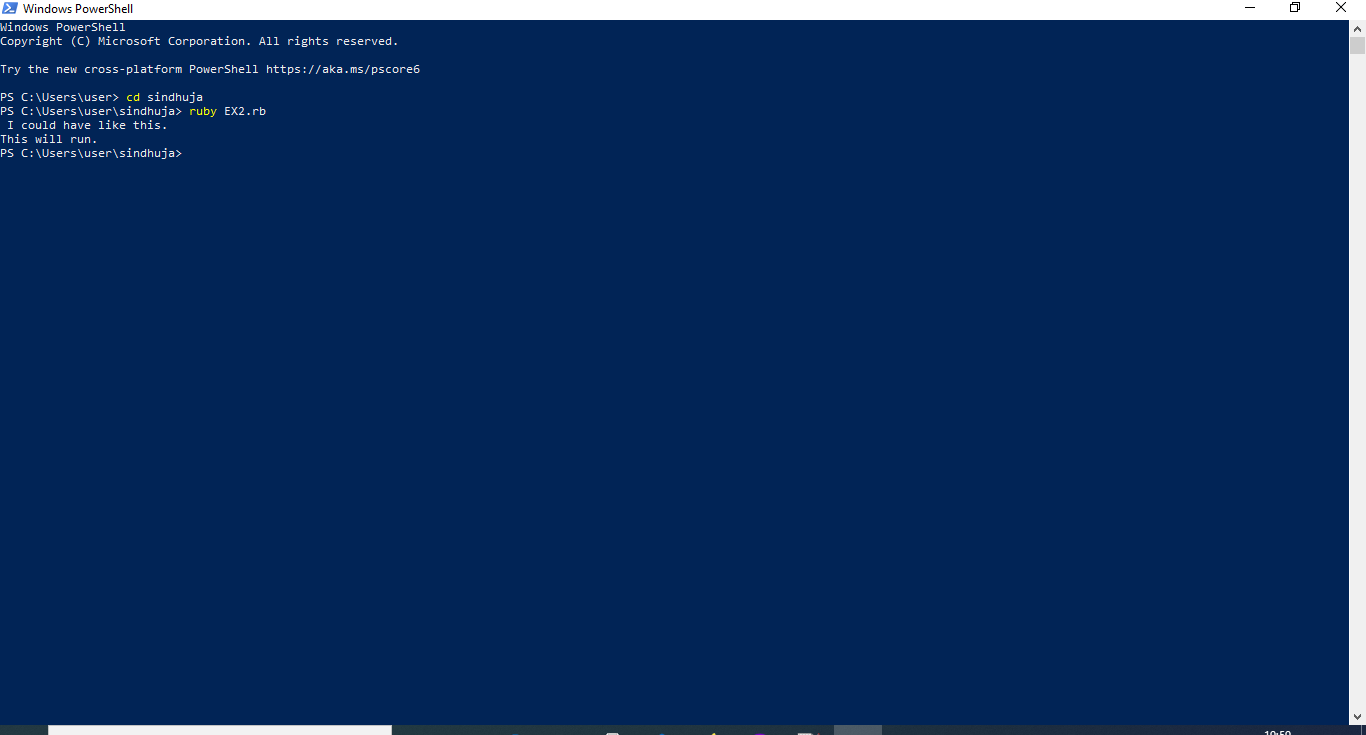 Windows PowerShell
Windows PowerShell
Copyright (C) Microsoft Corporation. All rights reserved.
Try the new cross-platform PowerShell https://aka.ms/pscore6
PS C:\Users\user> cd sindhuja
PS C:\Users\user\sindhuja> ruby EX2.rb
 I could have like this.
This will run.
PS C:\Users\user\sindhuja>